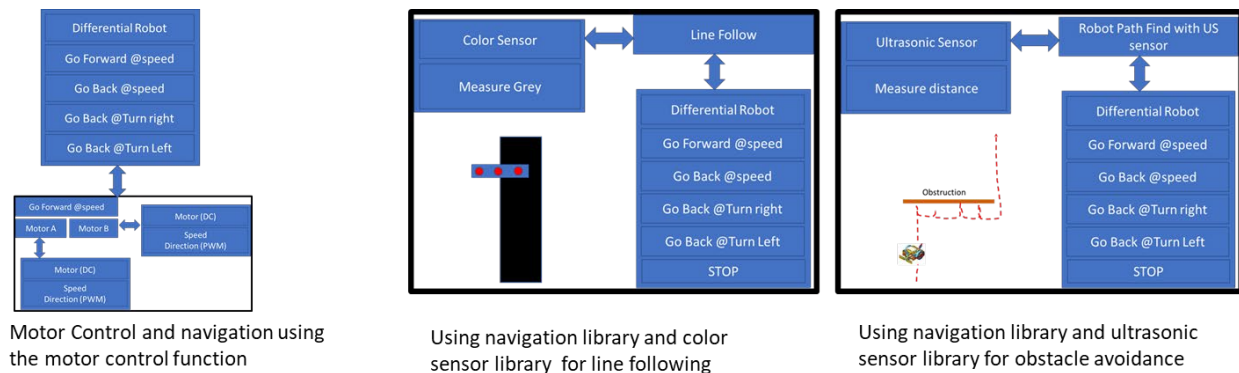 Differential Robot
Go Forward @speed
Go Back @speed
Go Back @Turn right
Go Back @Turn Left
Go Forward @speed
Motor A
Motor B
Motor (DC)
Speed
Direction (PWM)
Motor (DC)
Speed
Direction (PWM)
Motor Control and navigation using
the motor control function
Color Sensor
Measure Grey
Line Follow
Differential Robot
Go Forward @speed
Go Back @speed
Go Back @Turn right
Go Back @Turn Left
STOP
Using navigation library and color
sensor library for line following
Ultrasonic Sensor
Measure distance
Robot Path Find with US
sensor
Obstruction
Differential Robot
Go Forward @speed
Go Back @speed
Go Back @Turn right
Go Back @Turn Left
STOP
Using navigation library and ultrasonic
sensor library for obstacle avoidance